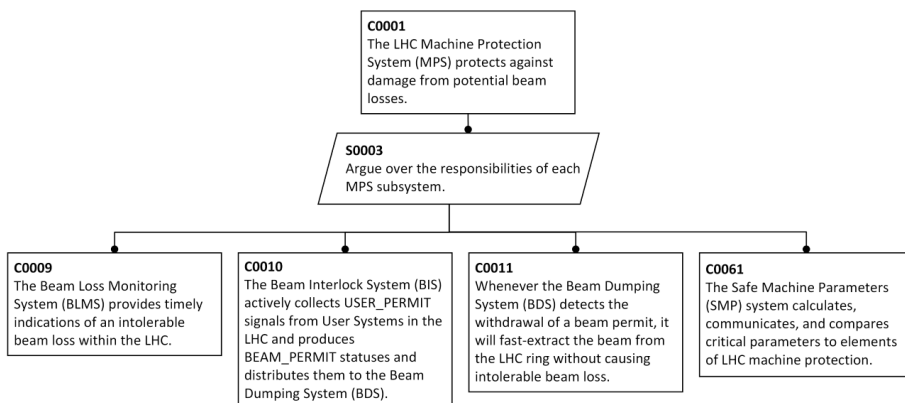 C0001
The LHC Machine Protection
System (MPS) protects against
damage from potential beam
losses.
S0003
Argue over the responsibilities of each
MPS subsystem.
C0009
The Beam Loss Monitoring
System (BLMS) provides timely
indications of an intolerable
beam loss within the LHC.
C0010
The Beam Interlock System (BIS)
actively collects USER_PERMIT
signals from User Systems in the
LHC and produces
BEAM_PERMIT statuses and
distributes them to the Beam
Dumping System (BDS).
C0011
Whenever the Beam Dumping
System (BDS) detects the
withdrawal of a beam permit, it
will fast-extract the beam from
the LHC ring without causing
intolerable beam loss.
C0061
The Safe Machine Parameters
(SMP) system calculates,
communicates, and compares
critical parameters to elements
of LHC machine protection.